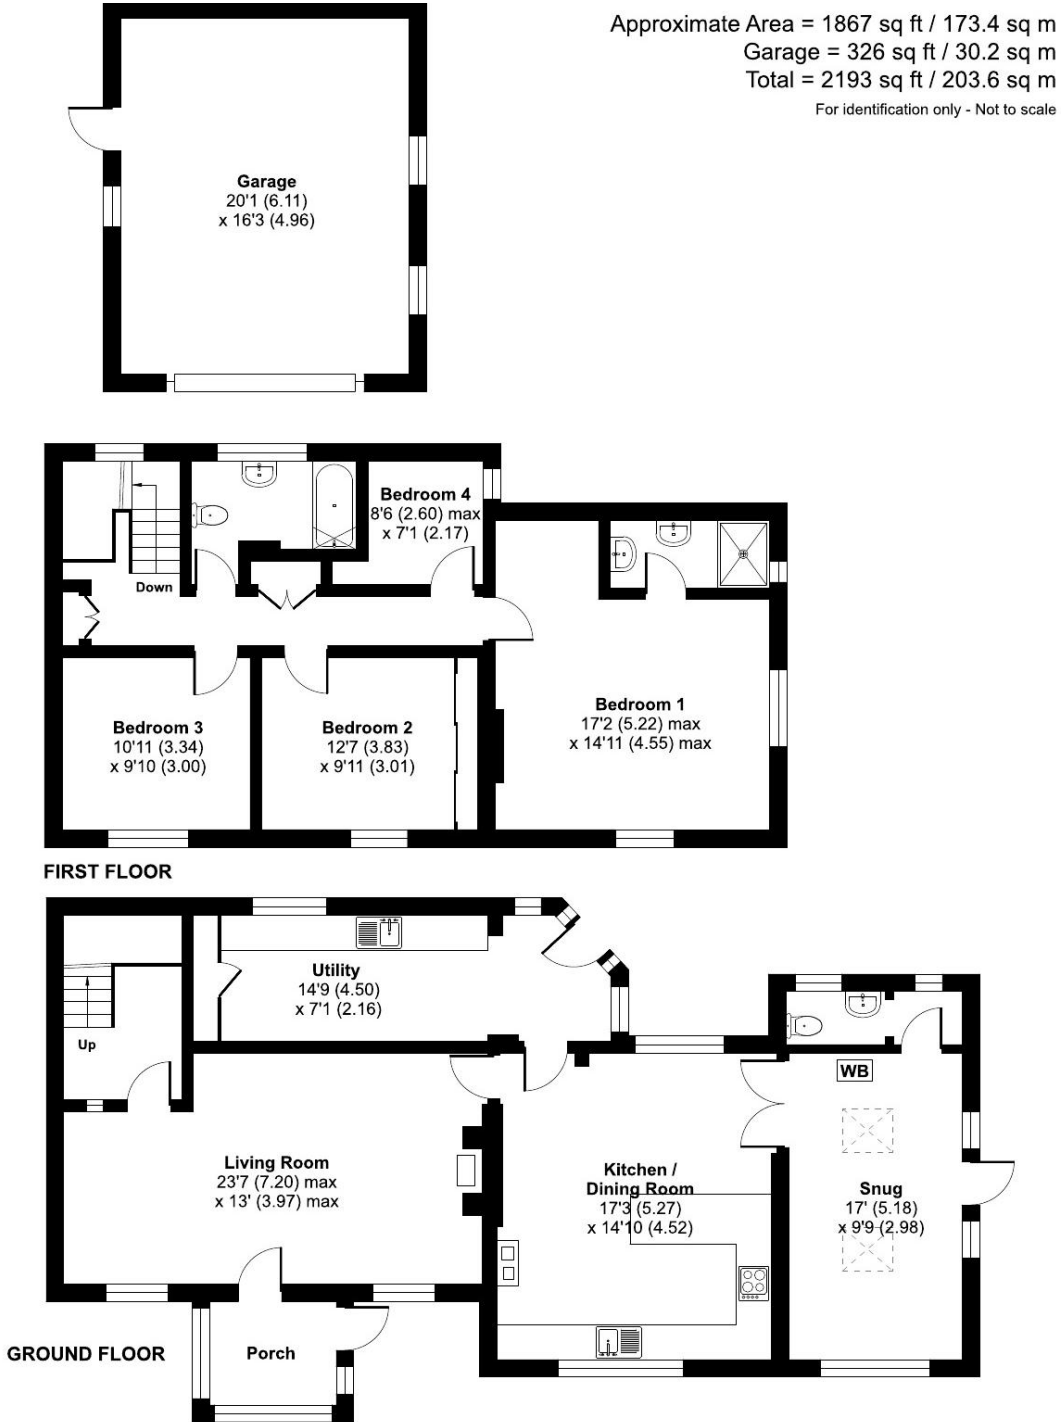 Approximate Area = 1867 sq ft / 173.4 sq m
Garage = 326 sq ft / 30.2 sq m
Total = 2193 sq ft / 203.6 sq m
For identification only - Not to scale
Garage
20'1 (6.11)
x 16'3 (4.96)
Bedroom 4
8'6 (2.60) max
x 7'1 (2.17)
Down
Bedroom 1
17'2 (5.22) max
x 14'11 (4.55) max
Bedroom 3
10'11 (3.34)
x 9'10 (3.00)
Bedroom 2
12'7 (3.83)
x 9'11 (3.01)
FIRST FLOOR
Utility
14'9 (4.50)
x 7'1 (2.16)
Up
WB
Living Room
23'7 (7.20) max
x 13' (3.97) max
Kitchen /
Dining Room
17'3 (5.27)
x 14'10 (4.52)
Snug
17' (5.18)
x 9'9 (2.98)
GROUND FLOOR
Porch